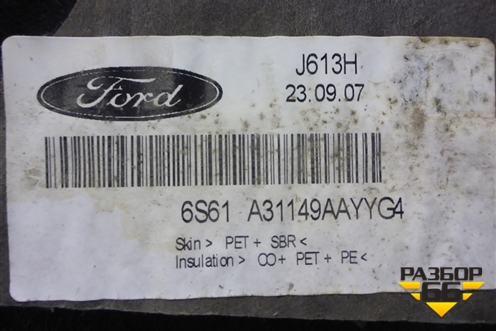 Ford
J613H
23.09.07
6S61 A31149AAYYG4
Skin > PET + SBR <
Insulation > CO + PET + PE <
РАЗБОР
66